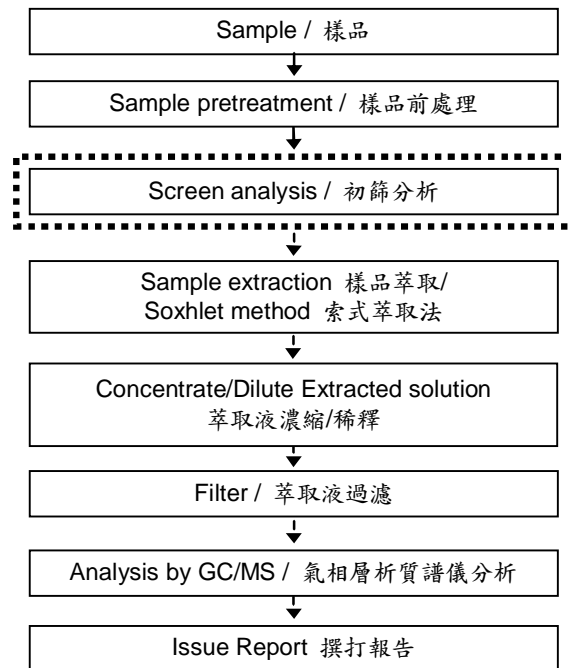 Sample / 樣品
Sample pretreatment / 樣品前處理
Screen analysis / 初篩分析
Sample extraction 樣品萃取/
Soxhlet method 索式萃取法
Concentrate/Dilute Extracted solution
萃取液濃縮/稀釋
Filter / 萃取液過濾
Analysis by GC/MS / 氣相層析質譜儀分析
Issue Report 撰打報告